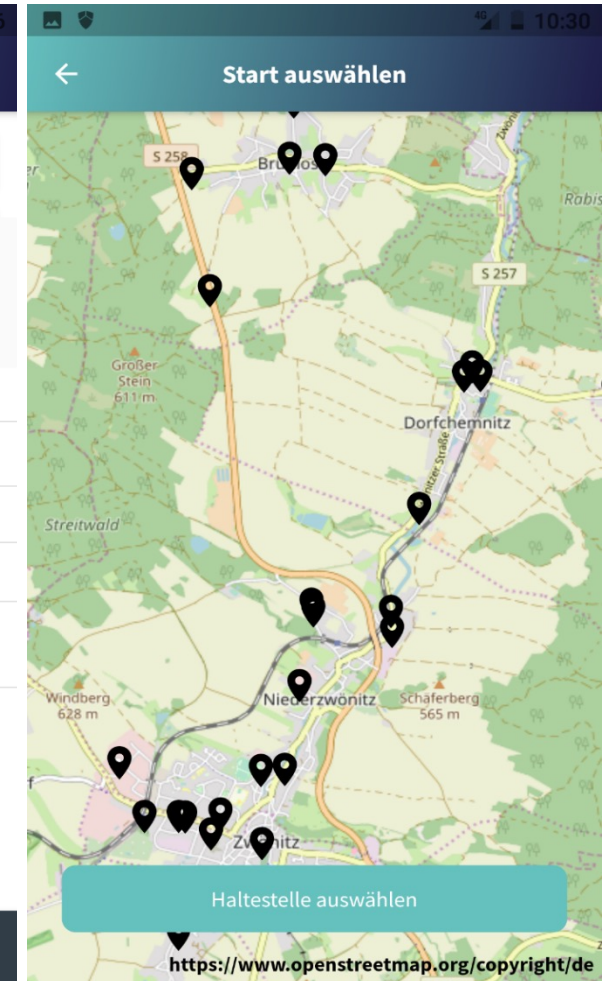 4G
10:30
Start auswählen
S 258
S 257
Großer
Stein
611 m
Dorfchemnitz
Streitwald
Windberg
628 m
Niederzwönitz
Schäferberg
565 m
Haltestelle auswählen
https://www.openstreetmap.org/copyright/de